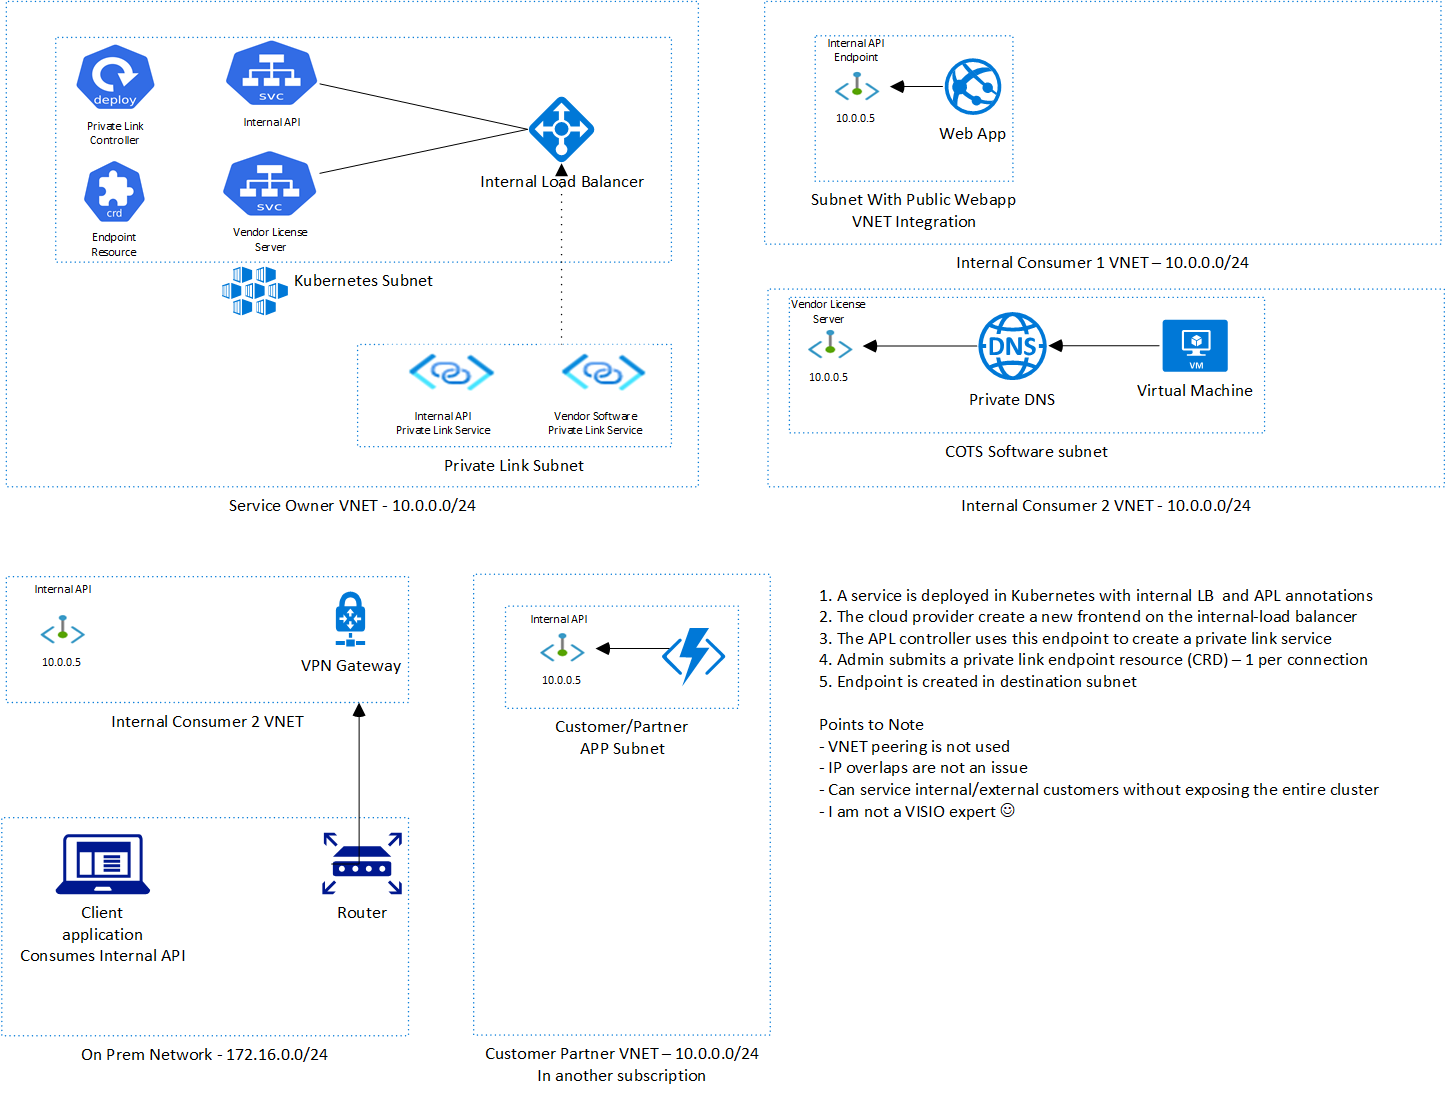 deploy
Private Link
Controller
SVC
Internal API
crd
Endpoint
Resource
SVC
Vendor License
Server
Internal Load Balancer
Kubernetes Subnet
Internal API
Private Link Service
Vendor Software
Private Link Service
Private Link Subnet
Service Owner VNET - 10.0.0.0/24
Internal API
Endpoint
10.0.0.5
Web App
Subnet With Public Webapp
VNET Integration
Internal Consumer 1 VNET – 10.0.0.0/24
Vendor License
Server
10.0.0.5
DNS
Private DNS
VM
Virtual Machine
COTS Software subnet
Internal Consumer 2 VNET - 10.0.0.0/24
Internal API
10.0.0.5
VPN Gateway
Internal Consumer 2 VNET
Client
application
Consumes Internal API
Router
On Prem Network - 172.16.0.0/24
Internal API
10.0.0.5
Customer/Partner
APP Subnet
Customer Partner VNET – 10.0.0.0/24
In another subscription
1. A service is deployed in Kubernetes with internal LB  and APL annotations
2. The cloud provider create a new frontend on the internal-load balancer
3. The APL controller uses this endpoint to create a private link service
4. Admin submits a private link endpoint resource (CRD) – 1 per connection
5. Endpoint is created in destination subnet
Points to Note
- VNET peering is not used
- IP overlaps are not an issue
- Can service internal/external customers without exposing the entire cluster
- I am not a VISIO expert ☺